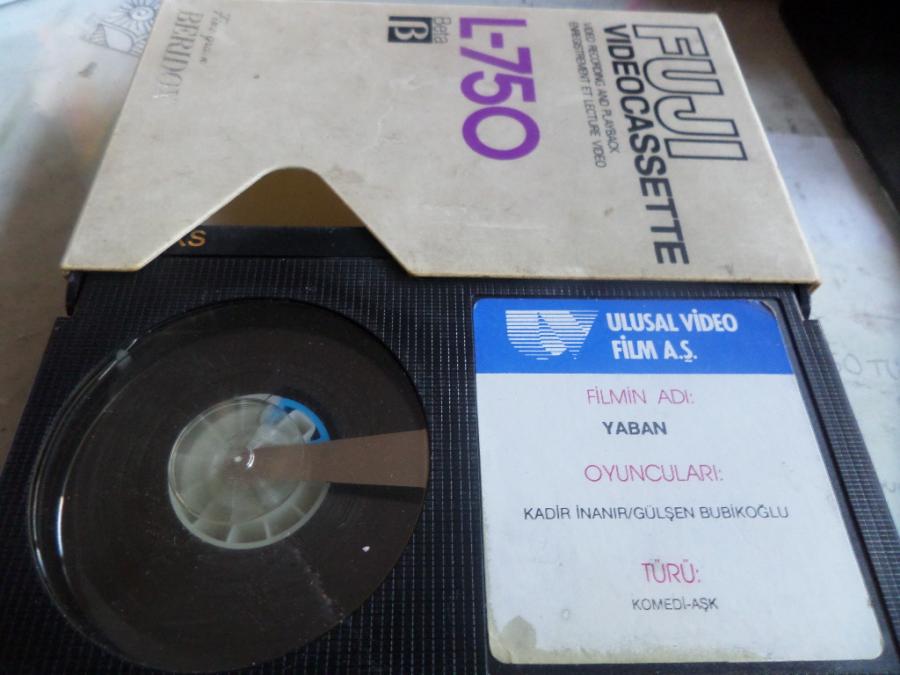 FUJI
VIDEOCASSETTE
VIDEO RECORDING AND PLAYBACK
ENREGISTREMENT ET LECTURE VIDEO
L-750
Beta
β
BERIDOX
ULUSAL VİDEO
FİLM A.Ş.
FİLMİN ADI:
YABAN
OYUNCULARI:
KADİR İNANIR/GÜLŞEN BUBİKOĞLU
TÜRÜ:
KOMEDİ-AŞK